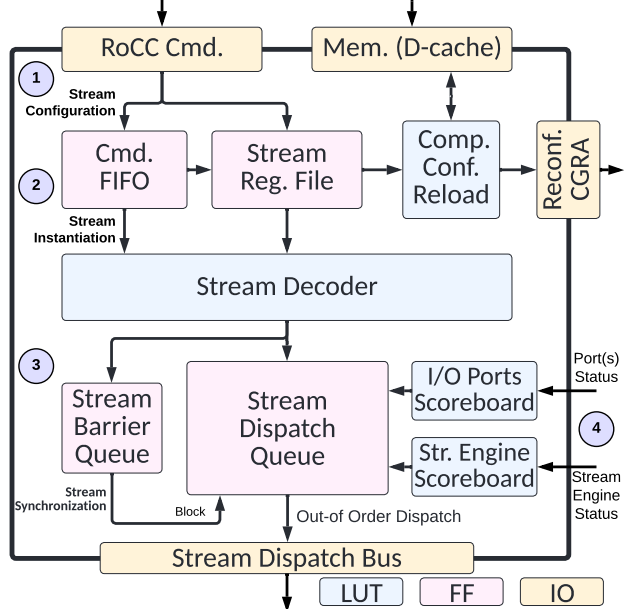 RoCC Cmd.
Mem. (D-cache)
1
Stream
Configuration
Cmd.
FIFO
Stream
Reg. File
Comp.
Conf.
Reload
Reconf.
CGRA
2
Stream
Instantiation
Stream Decoder
3
Stream
Barrier
Queue
Stream
Dispatch
Queue
I/O Ports
Scoreboard
Port(s)
Status
4
Str. Engine
Scoreboard
Stream
Engine
Status
Stream
Synchronization
Block
Out-of Order Dispatch
Stream Dispatch Bus
LUT
FF
IO